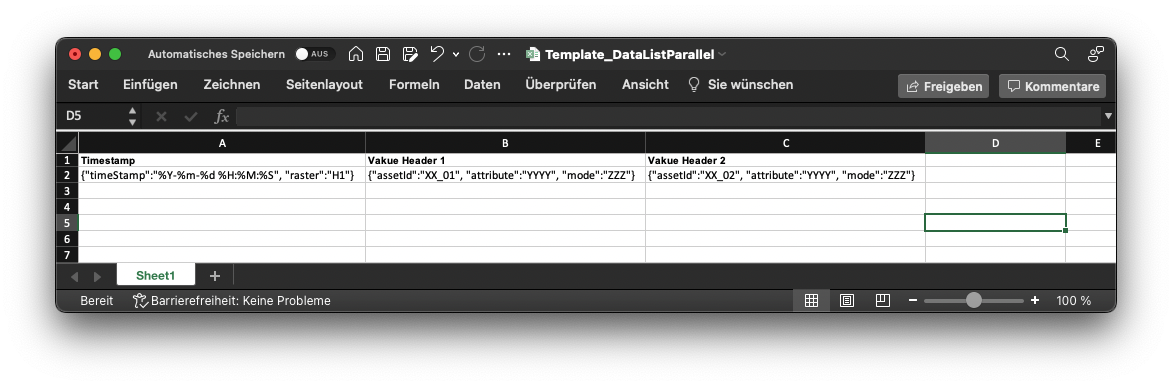 Automatisches Speichern AUS ... Template_DataListParallel
Start Einfügen Zeichnen Seitenlayout Formeln Daten Überprüfen Ansicht Sie wünschen Freigeben Kommentare
D5 fx
A B C D E
1 Timestamp Vakue Header 1 Vakue Header 2
2 {"timeStamp":"%Y-%m-%d %H:%M:%S", "raster":"H1"} {"assetId":"XX_01", "attribute":"YYYY", "mode":"ZZZ"} {"assetId":"XX_02", "attribute":"YYYY", "mode":"ZZZ"}
3
4
5
6
7
Sheet1 +
Bereit Barrierefreiheit: Keine Probleme − + 100 %